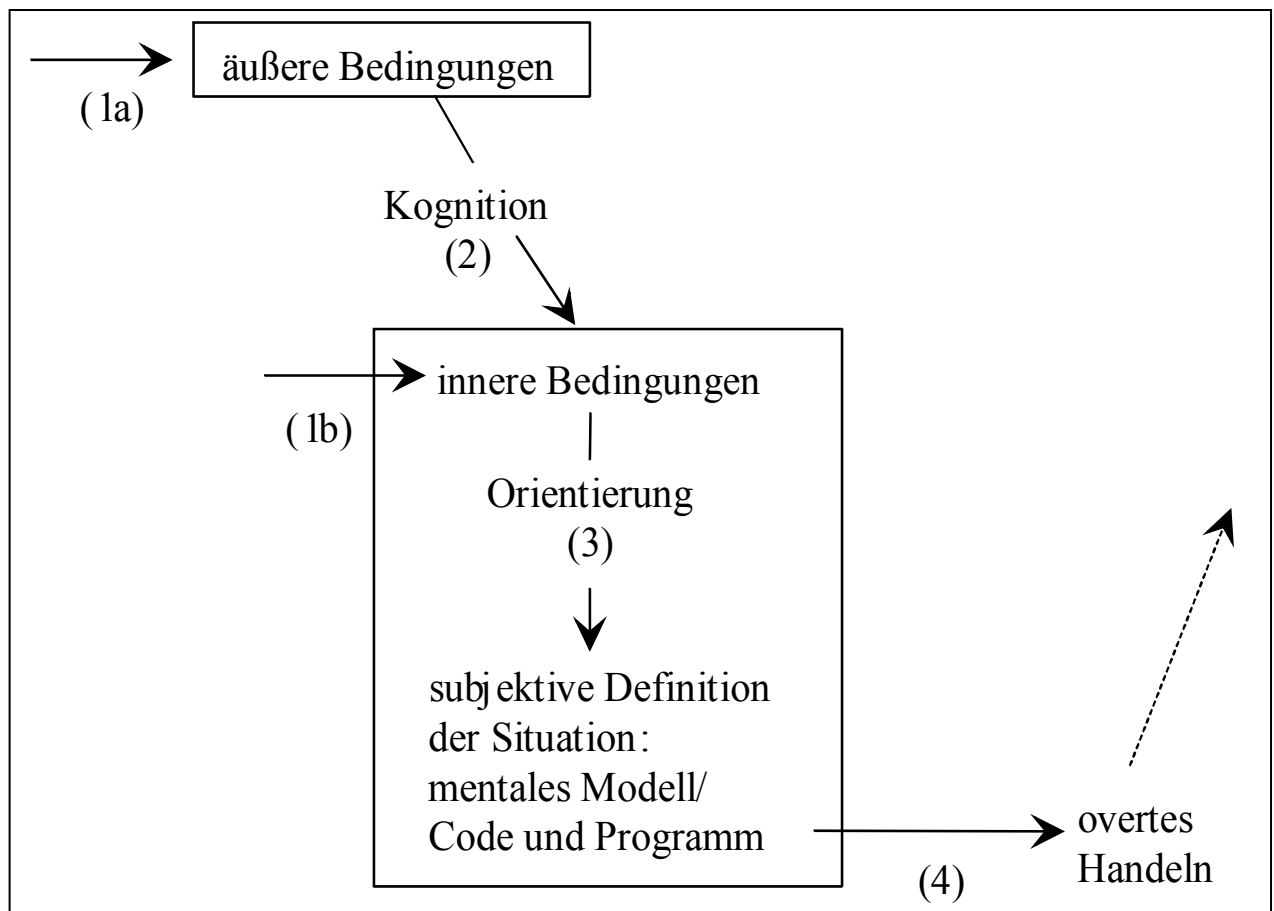 äußere Bedingungen
(1a)
Kognition
(2)
innere Bedingungen
(1b)
Orientierung
(3)
subjektive Definition
der Situation:
mentales Modell/
Code und Programm
overtes
Handeln
(4)